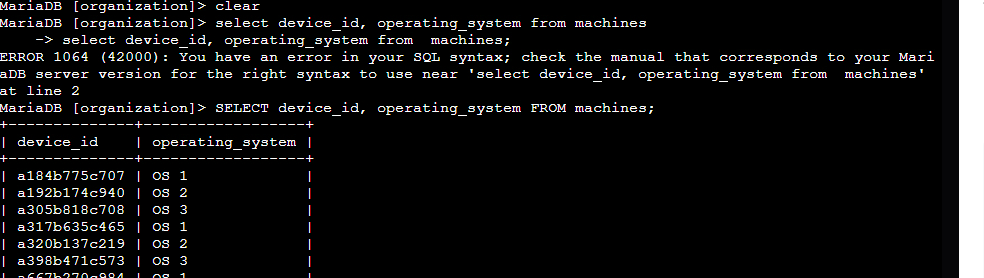 MariaDB [organization]> clear
MariaDB [organization]> select device_id, operating_system from machines
    -> select device_id, operating_system from  machines;
ERROR 1064 (42000): You have an error in your SQL syntax; check the manual that corresponds to your Mari
aDB server version for the right syntax to use near 'select device_id, operating_system from  machines'
at line 2
MariaDB [organization]> SELECT device_id, operating_system FROM machines;
+--------------+------------------+
| device_id    | operating_system |
+--------------+------------------+
| a184b775c707 | OS 1             |
| a192b174c940 | OS 2             |
| a305b818c708 | OS 3             |
| a317b635c465 | OS 1             |
| a320b137c219 | OS 2             |
| a398b471c573 | OS 3             |
| a667b270c984 | OS 1             |